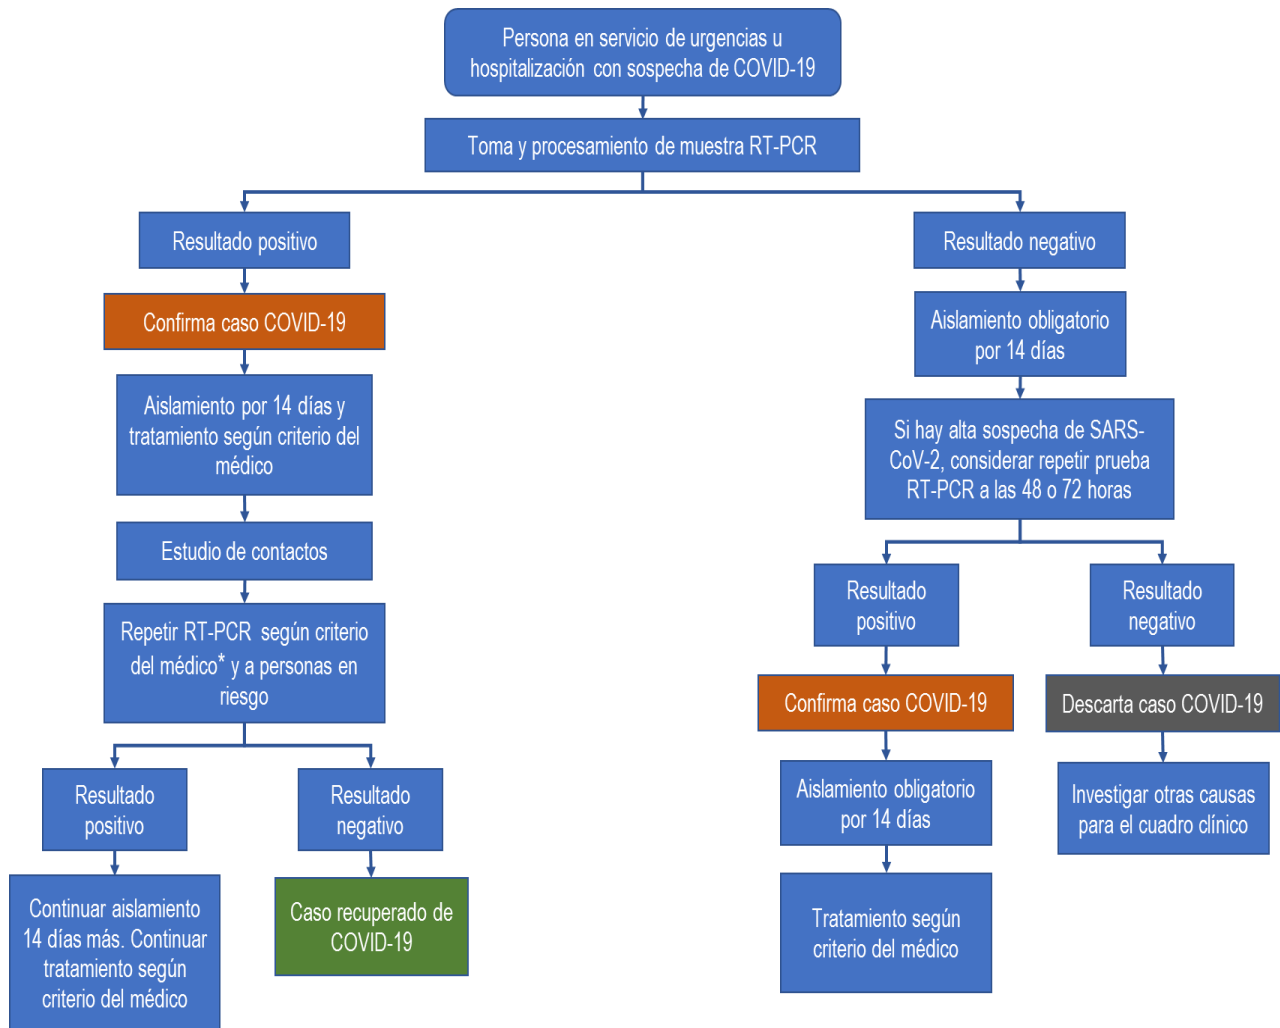 Persona en servicio de urgencias u
hospitalización con sospecha de COVID-19
Toma y procesamiento de muestra RT-PCR
Resultado positivo
Confirma caso COVID-19
Aislamiento por 14 días y
tratamiento según criterio del
médico
Estudio de contactos
Repetir RT-PCR según criterio
del médico* y a personas en
riesgo
Resultado
positivo
Continuar aislamiento
14 días más. Continuar
tratamiento según
criterio del médico
Resultado
negativo
Caso recuperado de
COVID-19
Resultado negativo
Aislamiento obligatorio
por 14 días
Si hay alta sospecha de SARS-
CoV-2, considerar repetir prueba
RT-PCR a las 48 o 72 horas
Resultado
positivo
Confirma caso COVID-19
Aislamiento obligatorio
por 14 días
Tratamiento según
criterio del médico
Resultado
negativo
Descarta caso COVID-19
Investigar otras causas
para el cuadro clínico